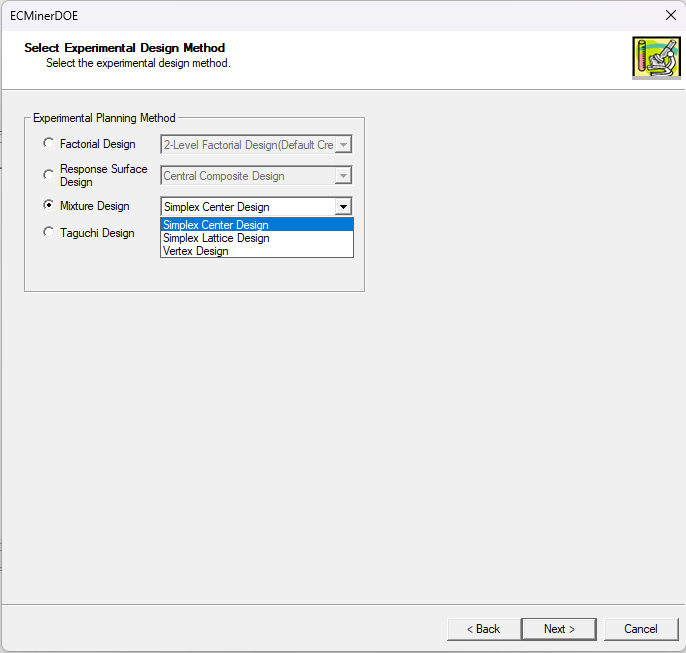 ECMinerDOE
Select Experimental Design Method
Select the experimental design method.
Experimental Planning Method
Factorial Design
2-Level Factorial Design(Default Cre
Response Surface
Design
Central Composite Design
Mixture Design
Simplex Center Design
Simplex Center Design
Simplex Lattice Design
Vertex Design
Taguchi Design
< Back
Next >
Cancel